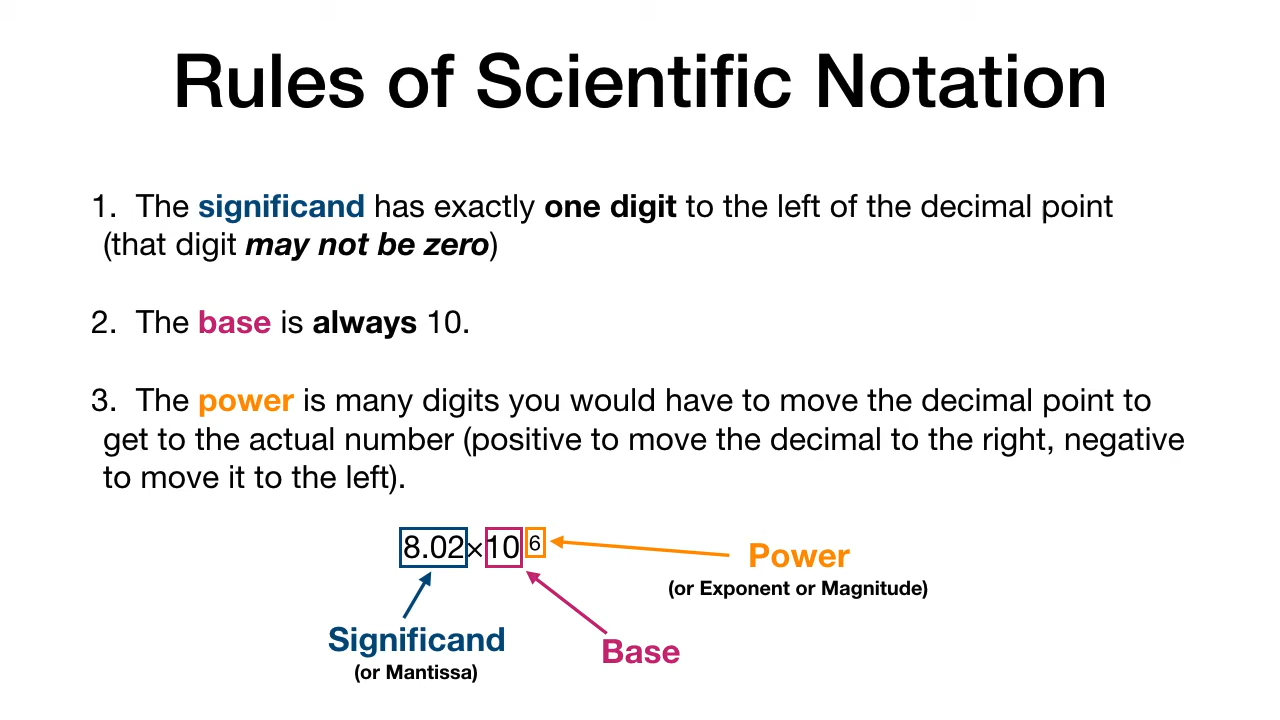 Rules of Scientific Notation
1. The significand has exactly one digit to the left of the decimal point
(that digit may not be zero)
2. The base is always 10.
3. The power is many digits you would have to move the decimal point to
get to the actual number (positive to move the decimal to the right, negative
to move it to the left).
8.02×10 6
Power
(or Exponent or Magnitude)
Significand
(or Mantissa)
Base